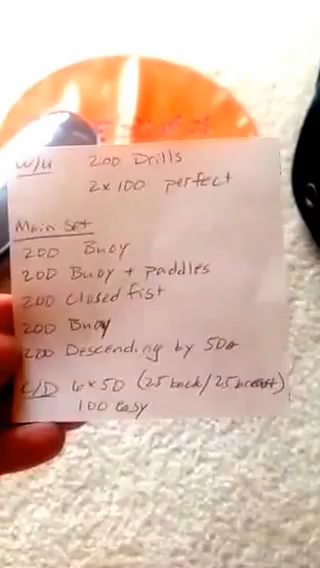 W/U 200 Drills
2x100 perfect
Main Set
200 Buoy
200 Buoy + paddles
200 Closed fist
200 Buoy
200 Descending by 50s
C/D 6x50 (25 back/25 breast)
100 easy